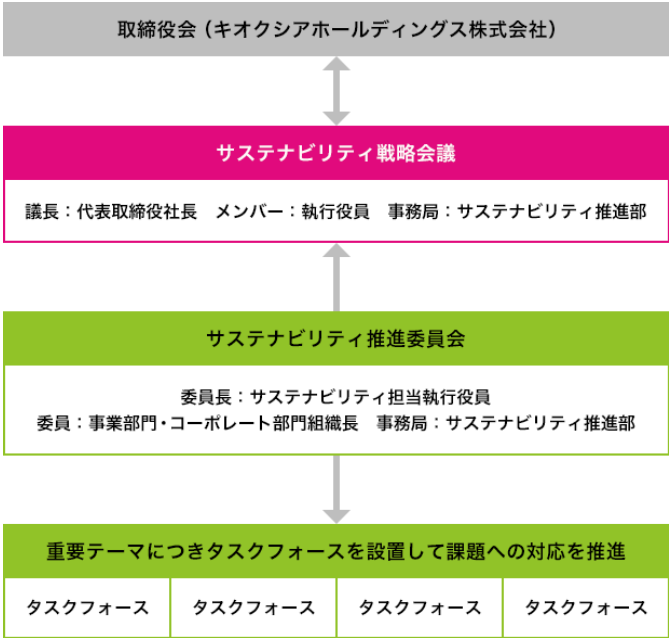 取締役会（キオクシアホールディングス株式会社）
サステナビリティ戦略会議
議長：代表取締役社長　メンバー：執行役員　事務局：サステナビリティ推進部
サステナビリティ推進委員会
委員長：サステナビリティ担当執行役員
委員：事業部門・コーポレート部門組織長　事務局：サステナビリティ推進部
重要テーマにつきタスクフォースを設置して課題への対応を推進
タスクフォース　タスクフォース　タスクフォース　タスクフォース